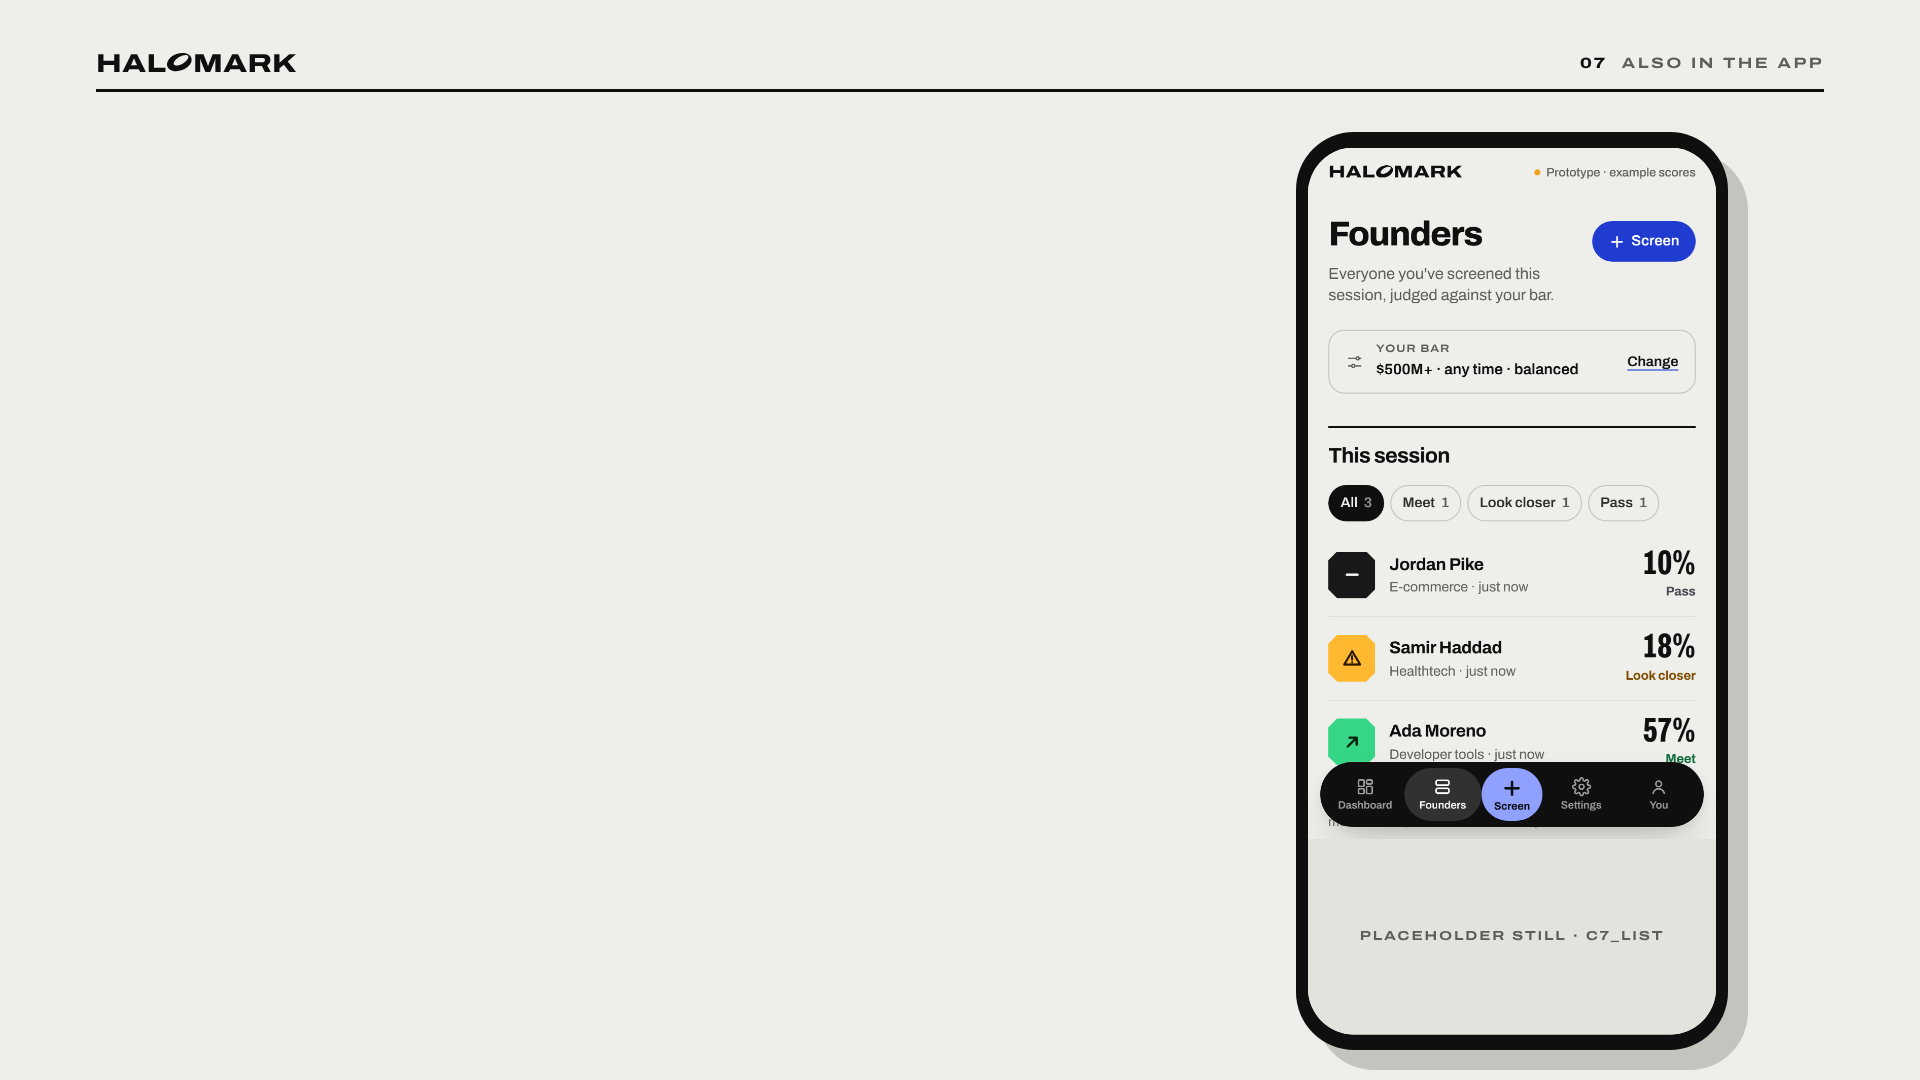 HALOMARK
07 ALSO IN THE APP
HALOMARK
Prototype · example scores
Founders
Screen
Everyone you've screened this
session, judged against your bar.
YOUR BAR
$500M+ · any time · balanced
Change
This session
All 3
Meet 1
Look closer 1
Pass 1
Jordan Pike
10%
E-commerce · just now
Pass
Samir Haddad
18%
Healthtech · just now
Look closer
Ada Moreno
57%
Developer tools · just now
Meet
Dashboard
Founders
Screen
Settings
You
PLACEHOLDER STILL · C7_LIST